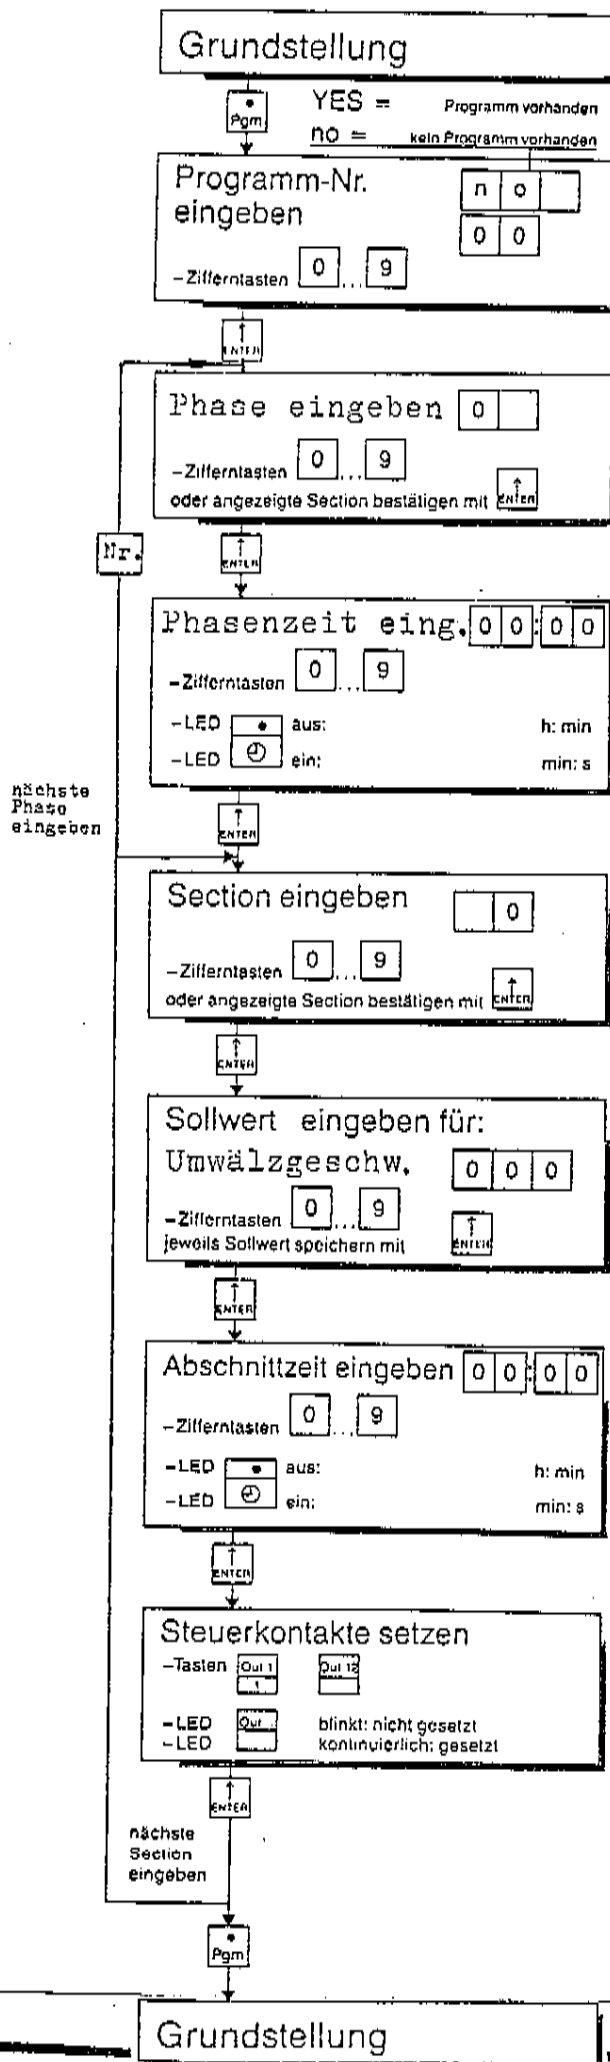 Grundstellung
Pgm
YES = Programm vorhanden
no = kein Programm vorhanden
Programm-Nr.
eingeben
n o
0 0
-Zifferntasten 0 ... 9
ENTER
Phase eingeben 0
-Zifferntasten 0 ... 9
oder angezeigte Section bestätigen mit ENTER
Nr.
ENTER
Phasenzeit eing. 0 0 : 0 0
-Zifferntasten 0 ... 9
-LED aus: h: min
-LED ein: min: s
nächste
Phase
eingeben
ENTER
Section eingeben 0
-Zifferntasten 0 ... 9
oder angezeigte Section bestätigen mit ENTER
ENTER
Sollwert eingeben für:
Umwälzgeschw. 0 0 0
-Zifferntasten 0 ... 9
jeweils Sollwert speichern mit ENTER
ENTER
Abschnittzeit eingeben 0 0 : 0 0
-Zifferntasten 0 ... 9
-LED aus: h: min
-LED ein: min: s
ENTER
Steuerkontakte setzen
-Tasten Out 1 Out 12
1
-LED Out blinkt: nicht gesetzt
-LED kontinuierlich: gesetzt
ENTER
nächste
Section
eingeben
Pgm
Grundstellung